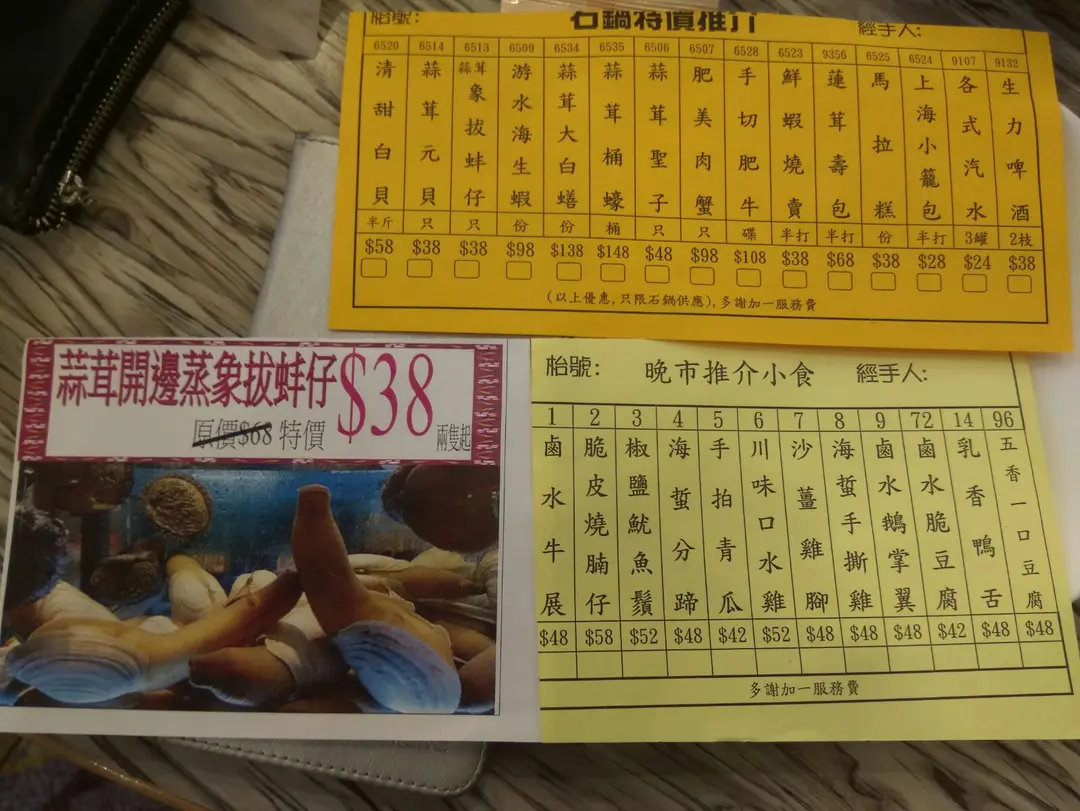 枱號: 石鍋特價推介 經手人:
6520 6514 6513 6509 6534 6535 6506 6507 6528 6523 9356 6525 6524 9107 9132
清甜白貝 蒜茸元貝 蒜茸象拔蚌仔 游水海生蝦 蒜茸大白蟮 蒜茸桶蠔 蒜茸聖子 肥美肉蟹 手切肥牛 鮮蝦燒賣 蓮茸壽包 馬拉糕 上海小籠包 各式汽水 生力啤酒
半斤 只 只 份 份 桶 只 只 碟 半打 半打 份 半打 3罐 2枝
$58 $38 $38 $98 $138 $148 $48 $98 $108 $38 $68 $38 $28 $24 $38
(以上優惠,只限石鍋供應),多謝加一服務費
蒜茸開邊蒸象拔蚌仔 $38
原價$68 特價 兩隻起
枱號: 晚市推介小食 經手人:
1 2 3 4 5 6 7 8 9 72 14 96
鹵水牛展 脆皮燒腩仔 椒鹽魷魚鬚 海蜇分蹄 手拍青瓜 川味口水雞 沙薑雞腳 海蜇手撕雞 鹵水鵝掌翼 鹵水脆豆腐 乳香鴨舌 五香一口豆腐
$48 $58 $52 $48 $42 $52 $48 $48 $48 $42 $48 $48
多謝加一服務費